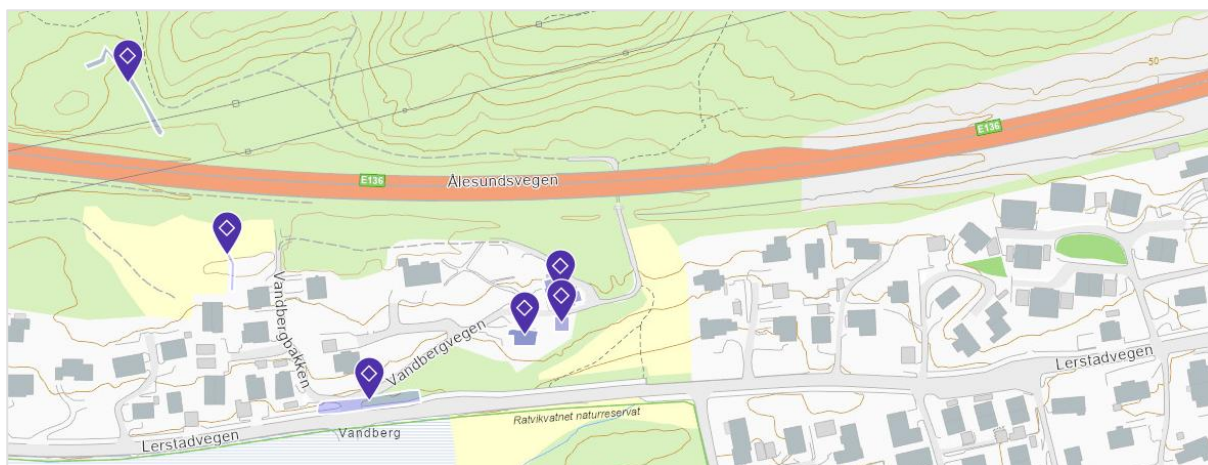 50
E136
E136
Ålesundsvegen
Vandbergbakken
Vandbergvegen
Lerstadvegen
Ratvikvatnet naturreservat
Vandberg
Lerstadvegen